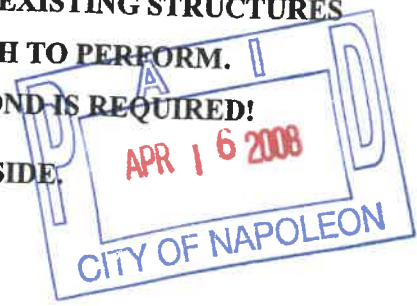 EXISTING STRUCTURES
H TO PERFORM.
OND IS REQUIRED!
SIDE.
PAID
APR 16 2008
CITY OF NAPOLEON